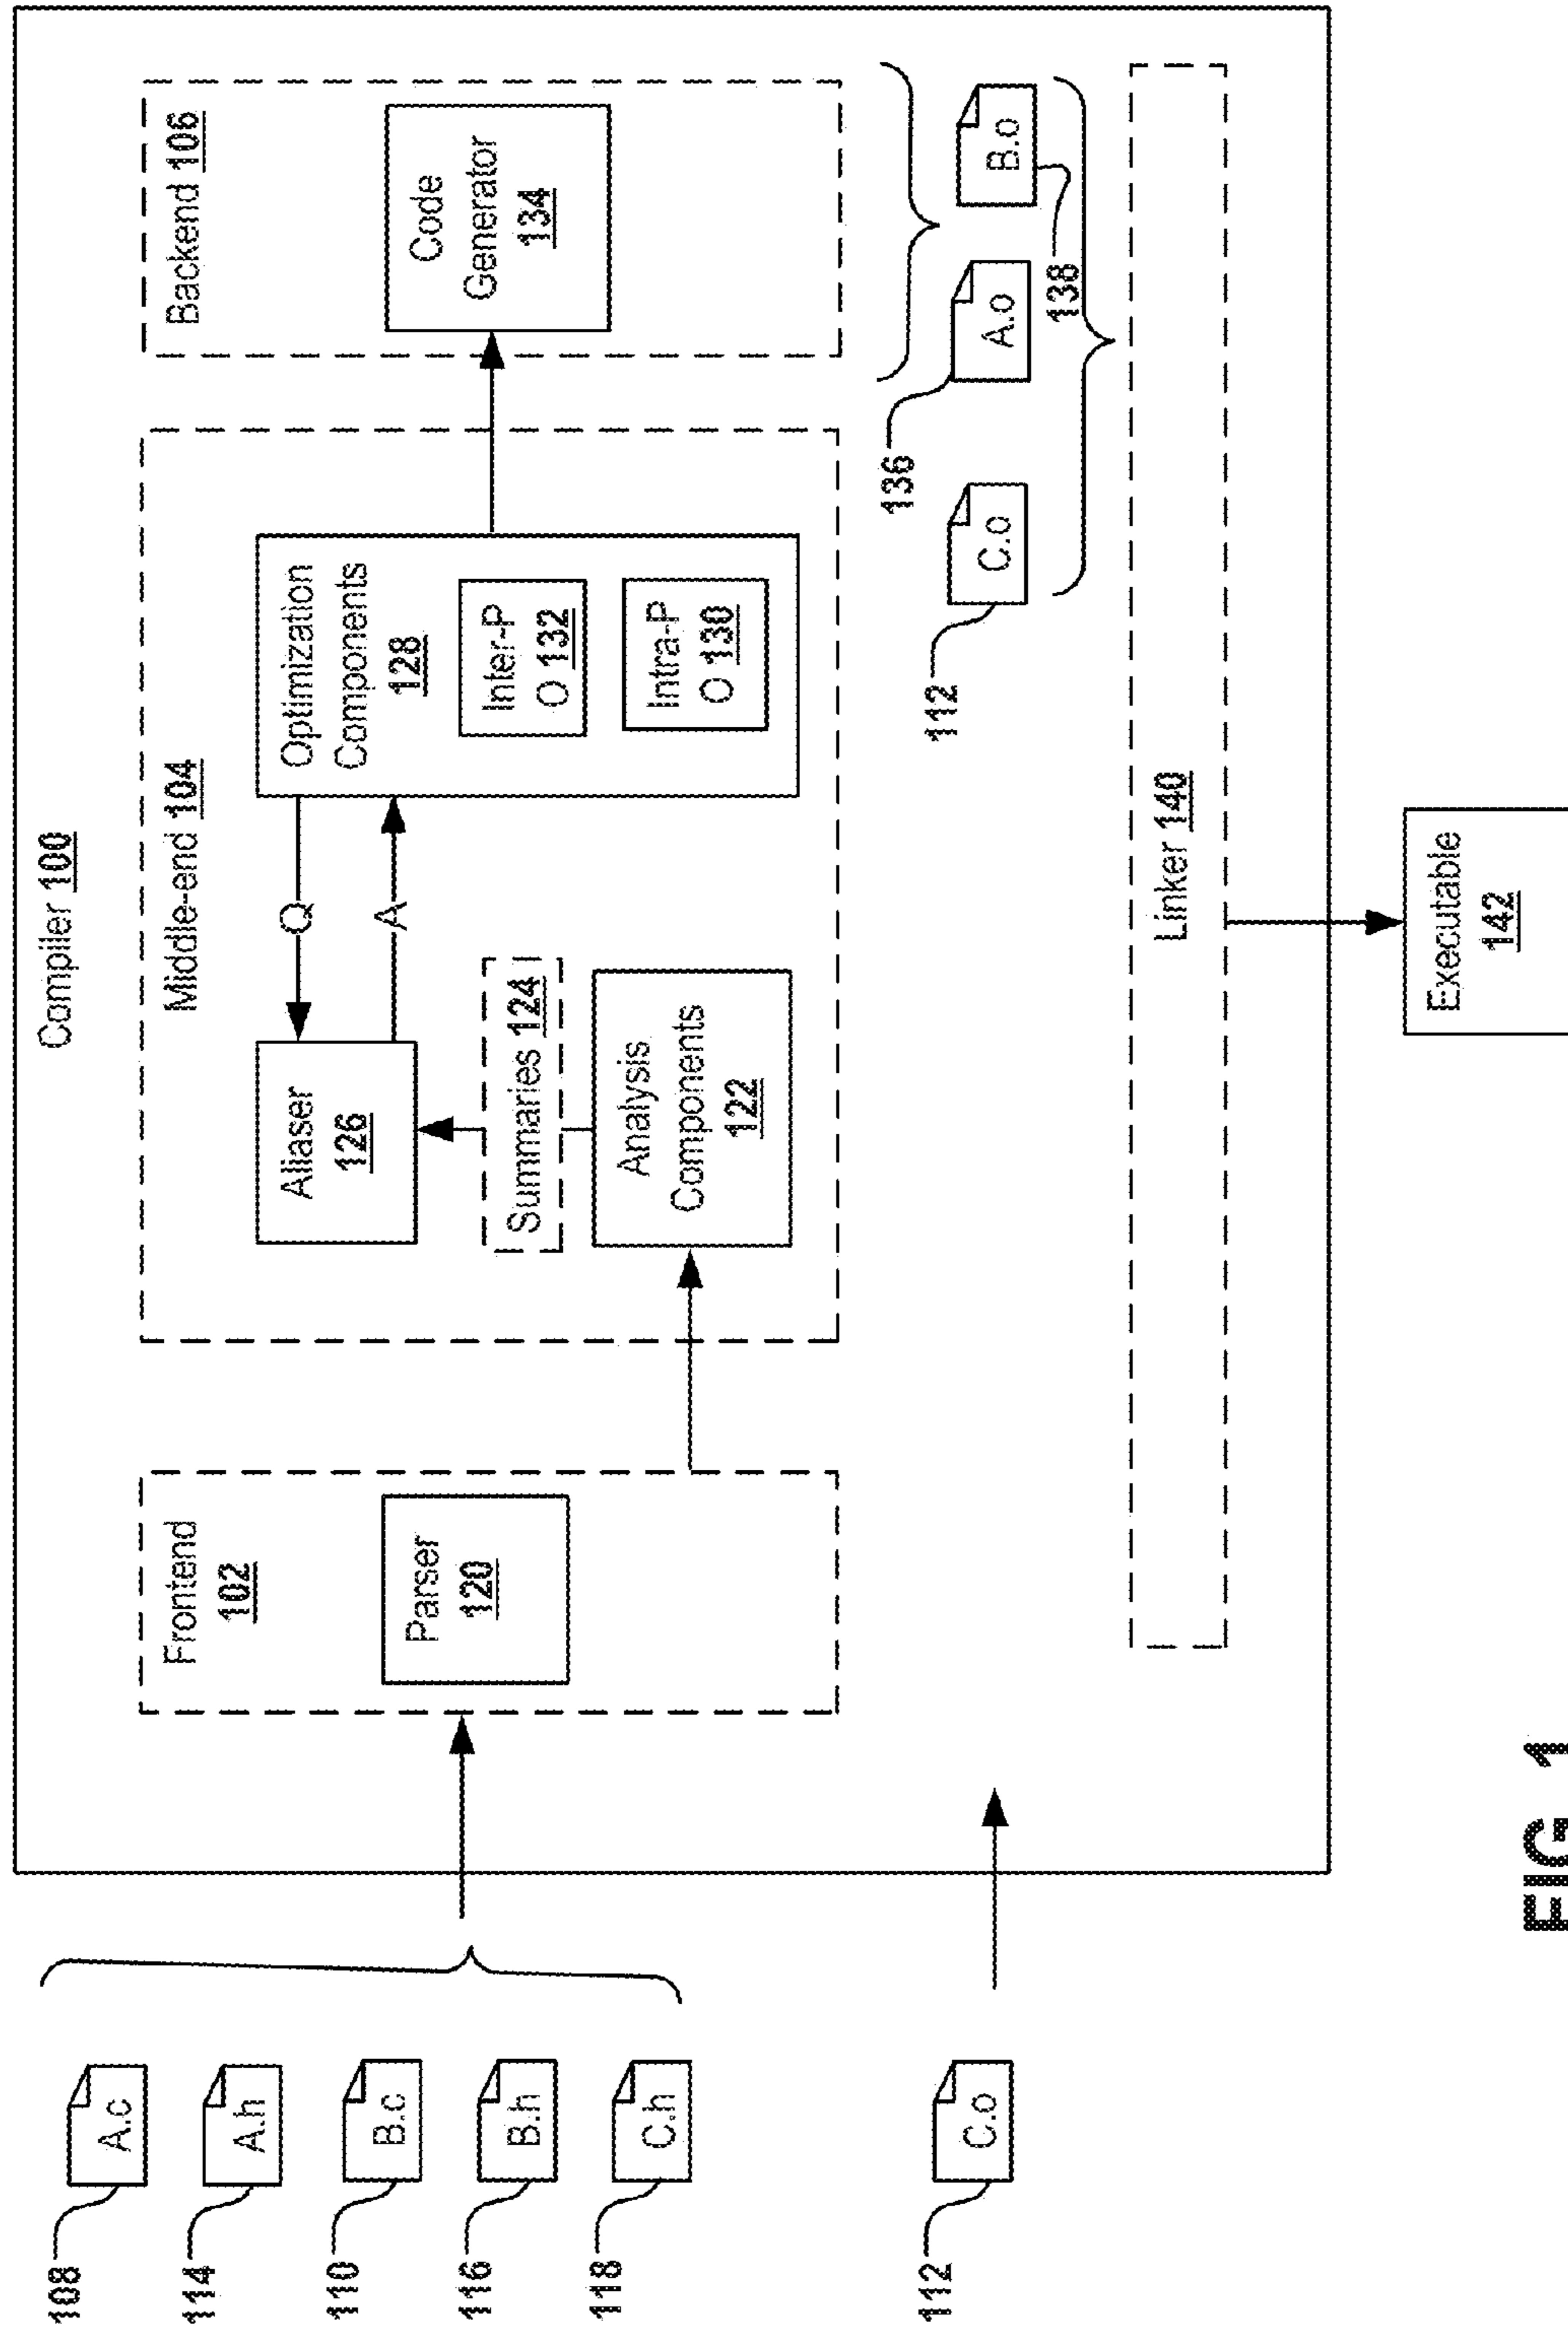 Compiler 100
Frontend
102
Parser
120
Middle-end 104
Aliaser
126
Q
A
Summaries 124
Analysis
Components
122
Optimization
Components
128
Inter-P
O 132
Intra-P
O 130
Backend 106
Code
Generator
134
108
A.c
114
A.h
110
B.c
116
B.h
118
C.h
112
C.o
112
C.o
136
A.o
138
B.o
Linker 140
Executable
142
FIG. 1